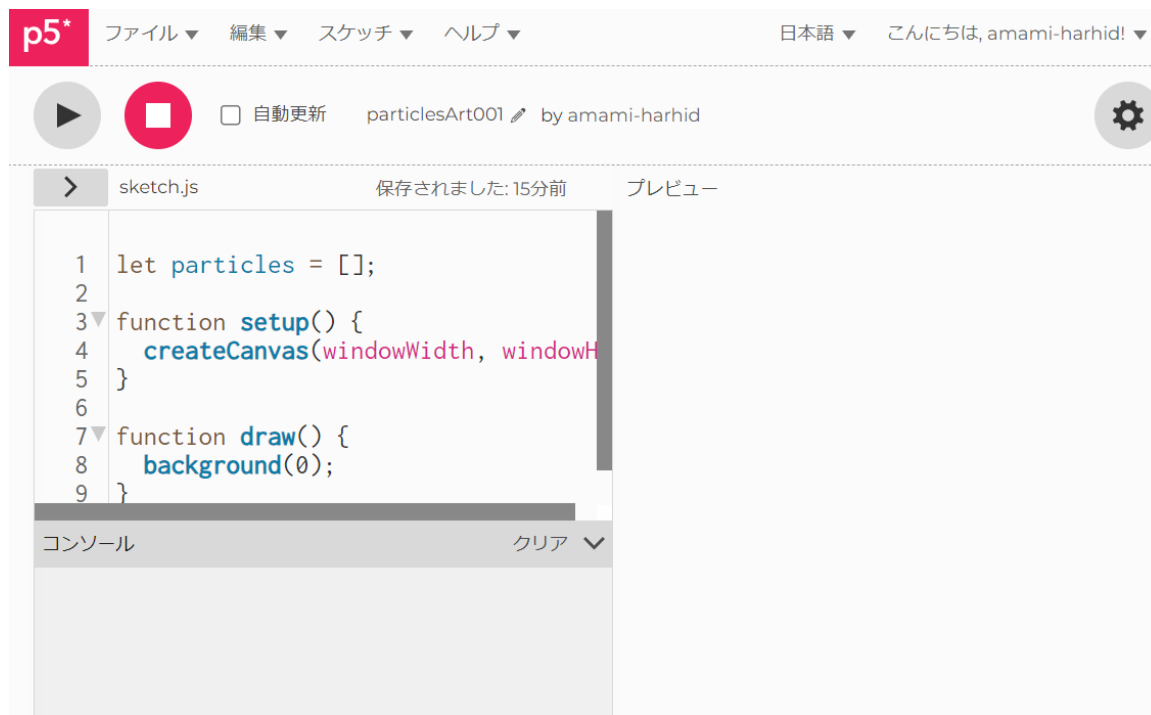 p5* ファイル 編集 スケッチ ヘルプ 日本語 こんにちは, amami-harhid!
自動更新 particlesArt001 by amami-harhid
sketch.js 保存されました: 15分前 プレビュー
1 let particles = [];
2
3 function setup() {
4 createCanvas(windowWidth, windowH
5 }
6
7 function draw() {
8 background(0);
9 }
コンソール クリア